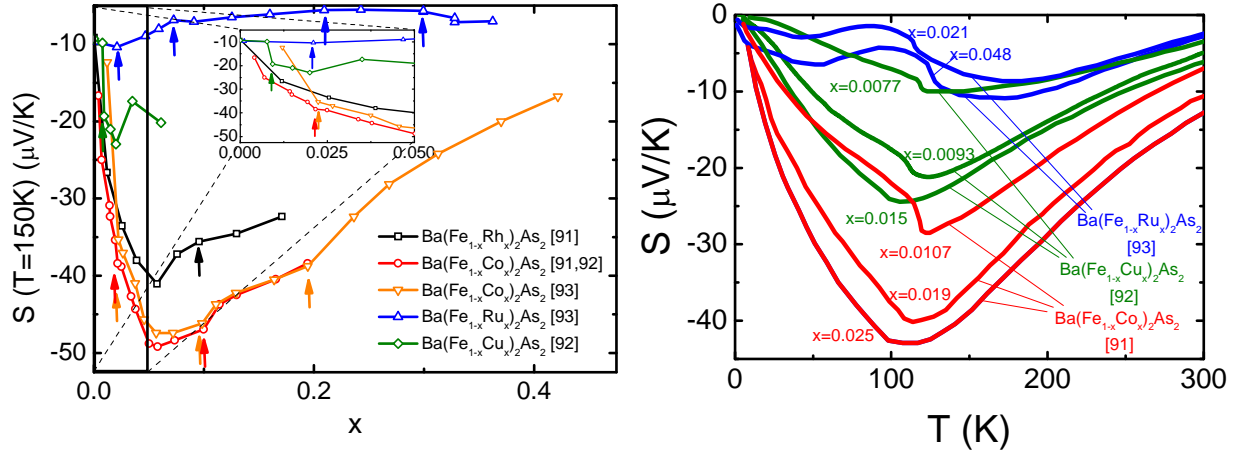 S (T=150K) (μV/K)
-10
-20
-30
-40
-50
0.0
0.2
0.4
x
-10
-20
-30
-40
-50
0.000
0.025
0.050
Ba(Fe1-xRhx)2As2 [91]
Ba(Fe1-xCox)2As2 [91,92]
Ba(Fe1-xCox)2As2 [93]
Ba(Fe1-xRux)2As2 [93]
Ba(Fe1-xCux)2As2 [92]
S (μV/K)
0
-10
-20
-30
-40
0
100
200
300
T (K)
x=0.021
x=0.048
x=0.0077
x=0.0093
x=0.015
x=0.0107
x=0.019
x=0.025
Ba(Fe1-xRux)2As2
[93]
Ba(Fe1-xCux)2As2
[92]
Ba(Fe1-xCox)2As2
[91]